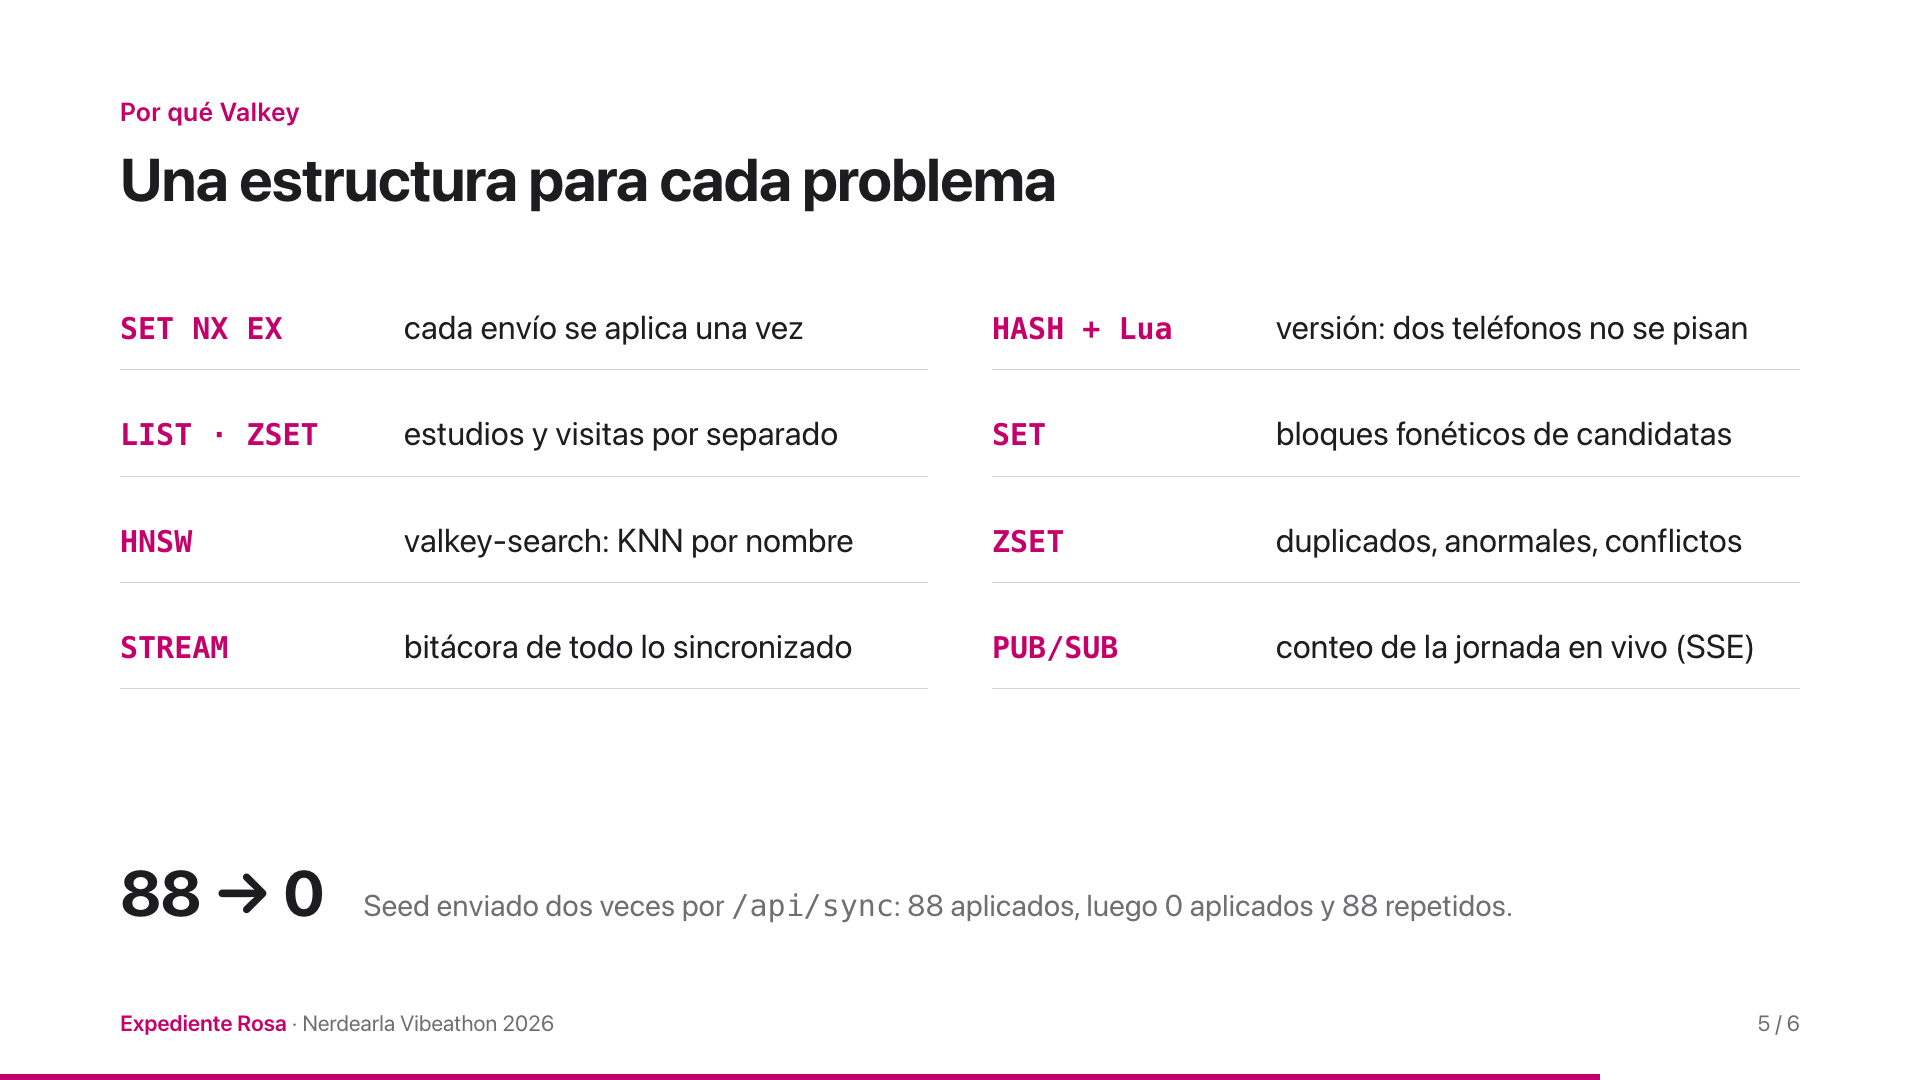 Por qué Valkey
Una estructura para cada problema
SET NX EX cada envío se aplica una vez
HASH + Lua versión: dos teléfonos no se pisan
LIST · ZSET estudios y visitas por separado
SET bloques fonéticos de candidatas
HNSW valkey-search: KNN por nombre
ZSET duplicados, anormales, conflictos
STREAM bitácora de todo lo sincronizado
PUB/SUB conteo de la jornada en vivo (SSE)
88 → 0 Seed enviado dos veces por /api/sync: 88 aplicados, luego 0 aplicados y 88 repetidos.
Expediente Rosa · Nerdearla Vibeathon 2026
5 / 6